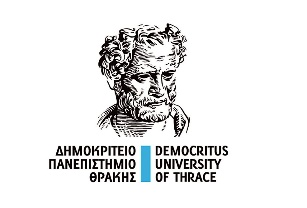 ΔΗΜΟΚΡΙΤΕΙΟ
ΠΑΝΕΠΙΣΤΗΜΙΟ
ΘΡΑΚΗΣ
DEMOCRITUS
UNIVERSITY
OF THRACE